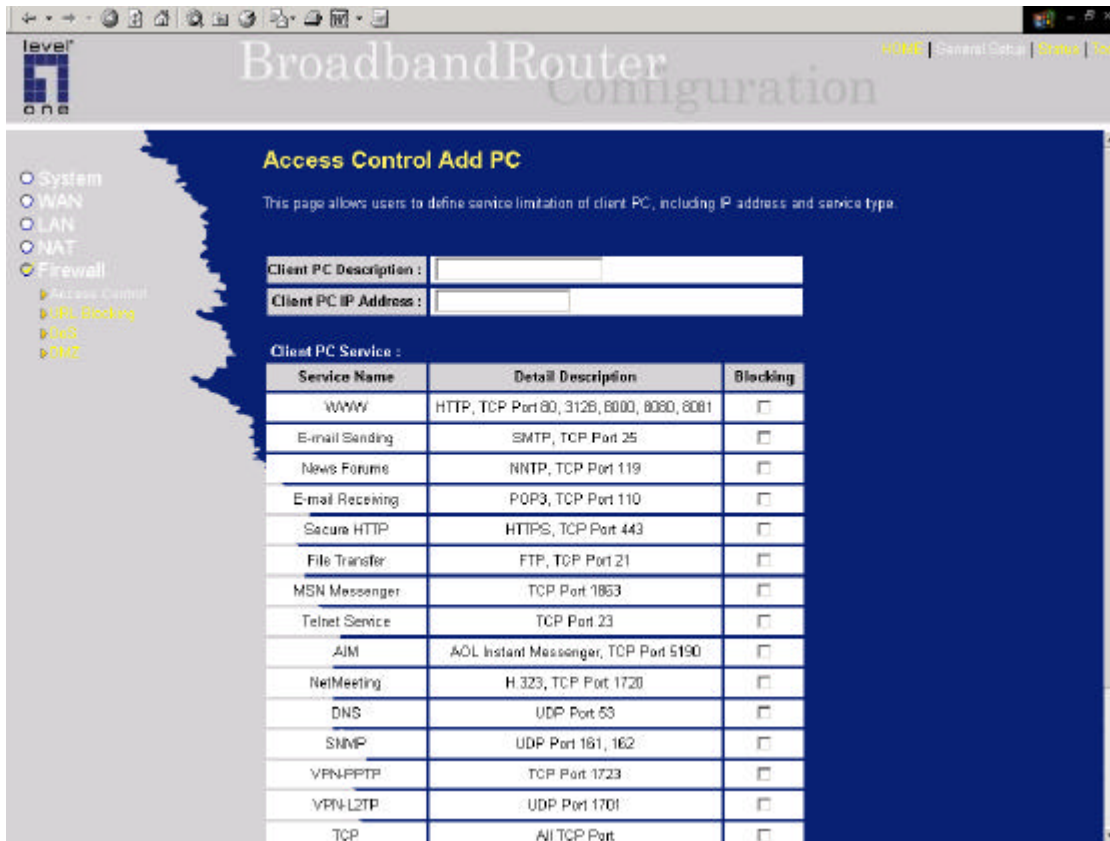 level
one
BroadbandRouter
Configuration
HOME | General Setup | Status |
System
WAN
LAN
NAT
Firewall
Access Control
URL Blocking
DoS
DMZ
Access Control Add PC
This page allows users to define service limitation of client PC, including IP address and service type.
Client PC Description :
Client PC IP Address :
Client PC Service :
Service Name Detail Description Blocking
WWW HTTP, TCP Port 80, 3128, 8000, 8080, 8081
E-mail Sending SMTP, TCP Port 25
News Forums NNTP, TCP Port 119
E-mail Receiving POP3, TCP Port 110
Secure HTTP HTTPS, TCP Port 443
File Transfer FTP, TCP Port 21
MSN Messenger TCP Port 1863
Telnet Service TCP Port 23
AIM AOL Instant Messenger, TCP Port 5190
NetMeeting H.323, TCP Port 1720
DNS UDP Port 53
SNMP UDP Port 161, 162
VPN-PPTP TCP Port 1723
VPN-L2TP UDP Port 1701
TCP All TCP Port